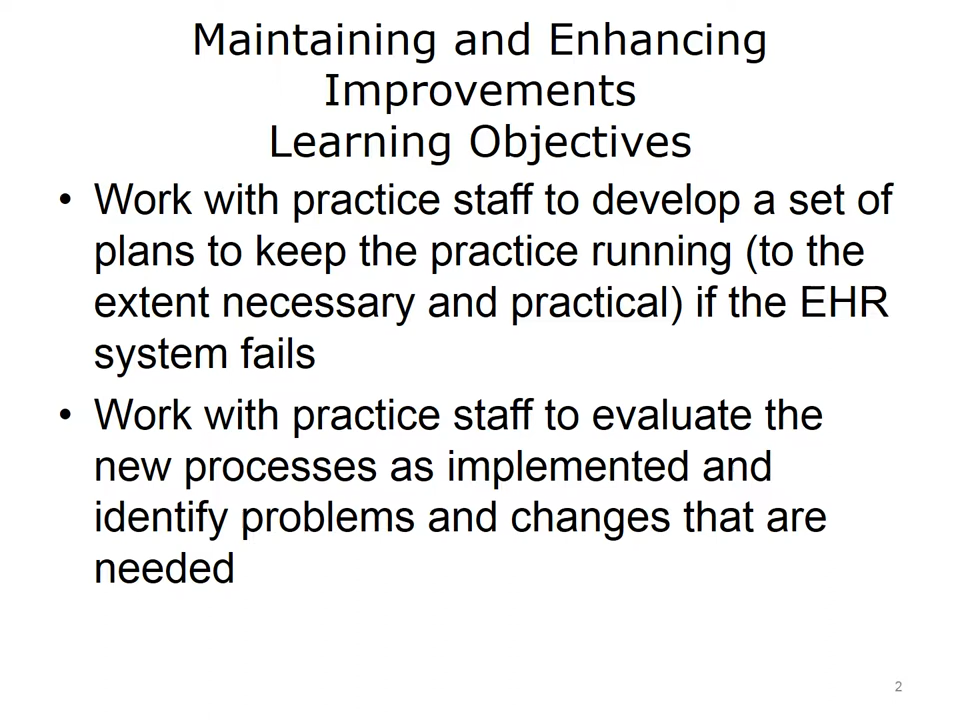 Maintaining and Enhancing
Improvements
Learning Objectives
• Work with practice staff to develop a set of
plans to keep the practice running (to the
extent necessary and practical) if the EHR
system fails
• Work with practice staff to evaluate the
new processes as implemented and
identify problems and changes that are
needed
2